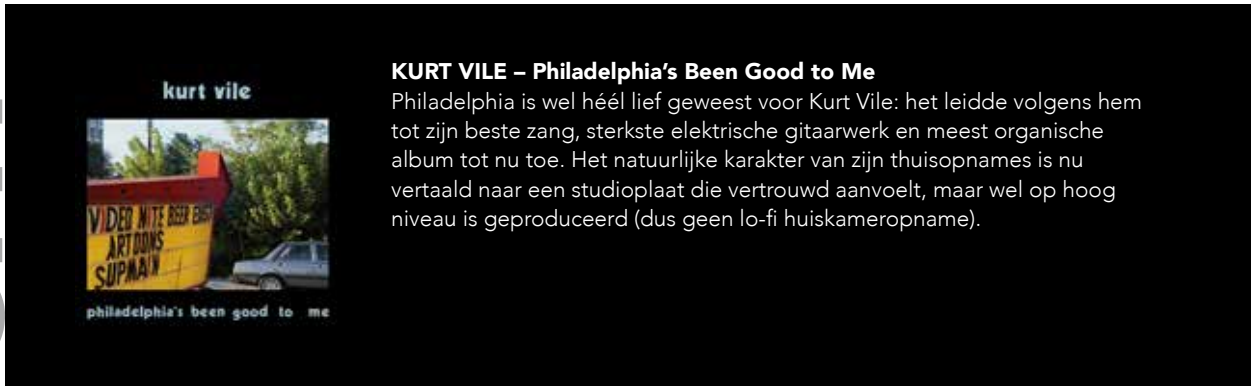 kurt vile
VIDEO NITE BEER
ARTOONS
SUPMAIN
philadelphia's been good to me
KURT VILE – Philadelphia's Been Good to Me
Philadelphia is wel héél lief geweest voor Kurt Vile: het leidde volgens hem
tot zijn beste zang, sterkste elektrische gitaarwerk en meest organische
album tot nu toe. Het natuurlijke karakter van zijn thuisopnames is nu
vertaald naar een studioplaat die vertrouwd aanvoelt, maar wel op hoog
niveau is geproduceerd (dus geen lo-fi huiskameropname).